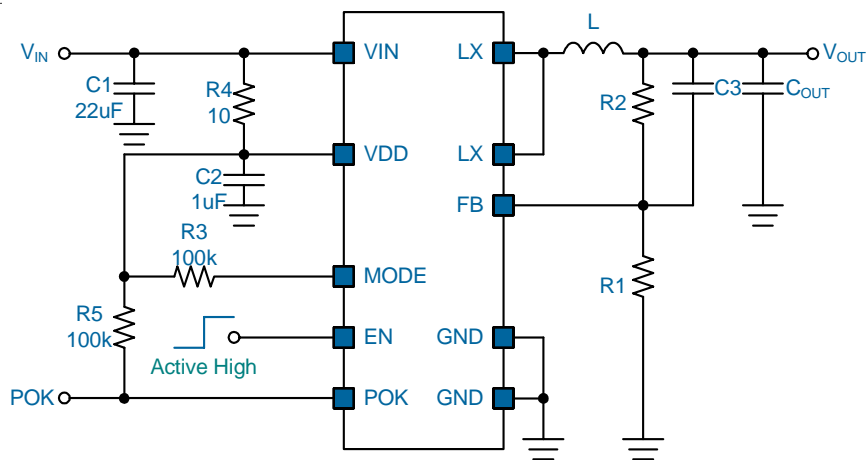 VIN
C1
22uF
R4
10
VIN
LX
L
VOUT
R2
C3
COUT
VDD
LX
C2
1uF
FB
R3
100k
MODE
R1
R5
100k
EN
GND
Active High
POK
POK
GND